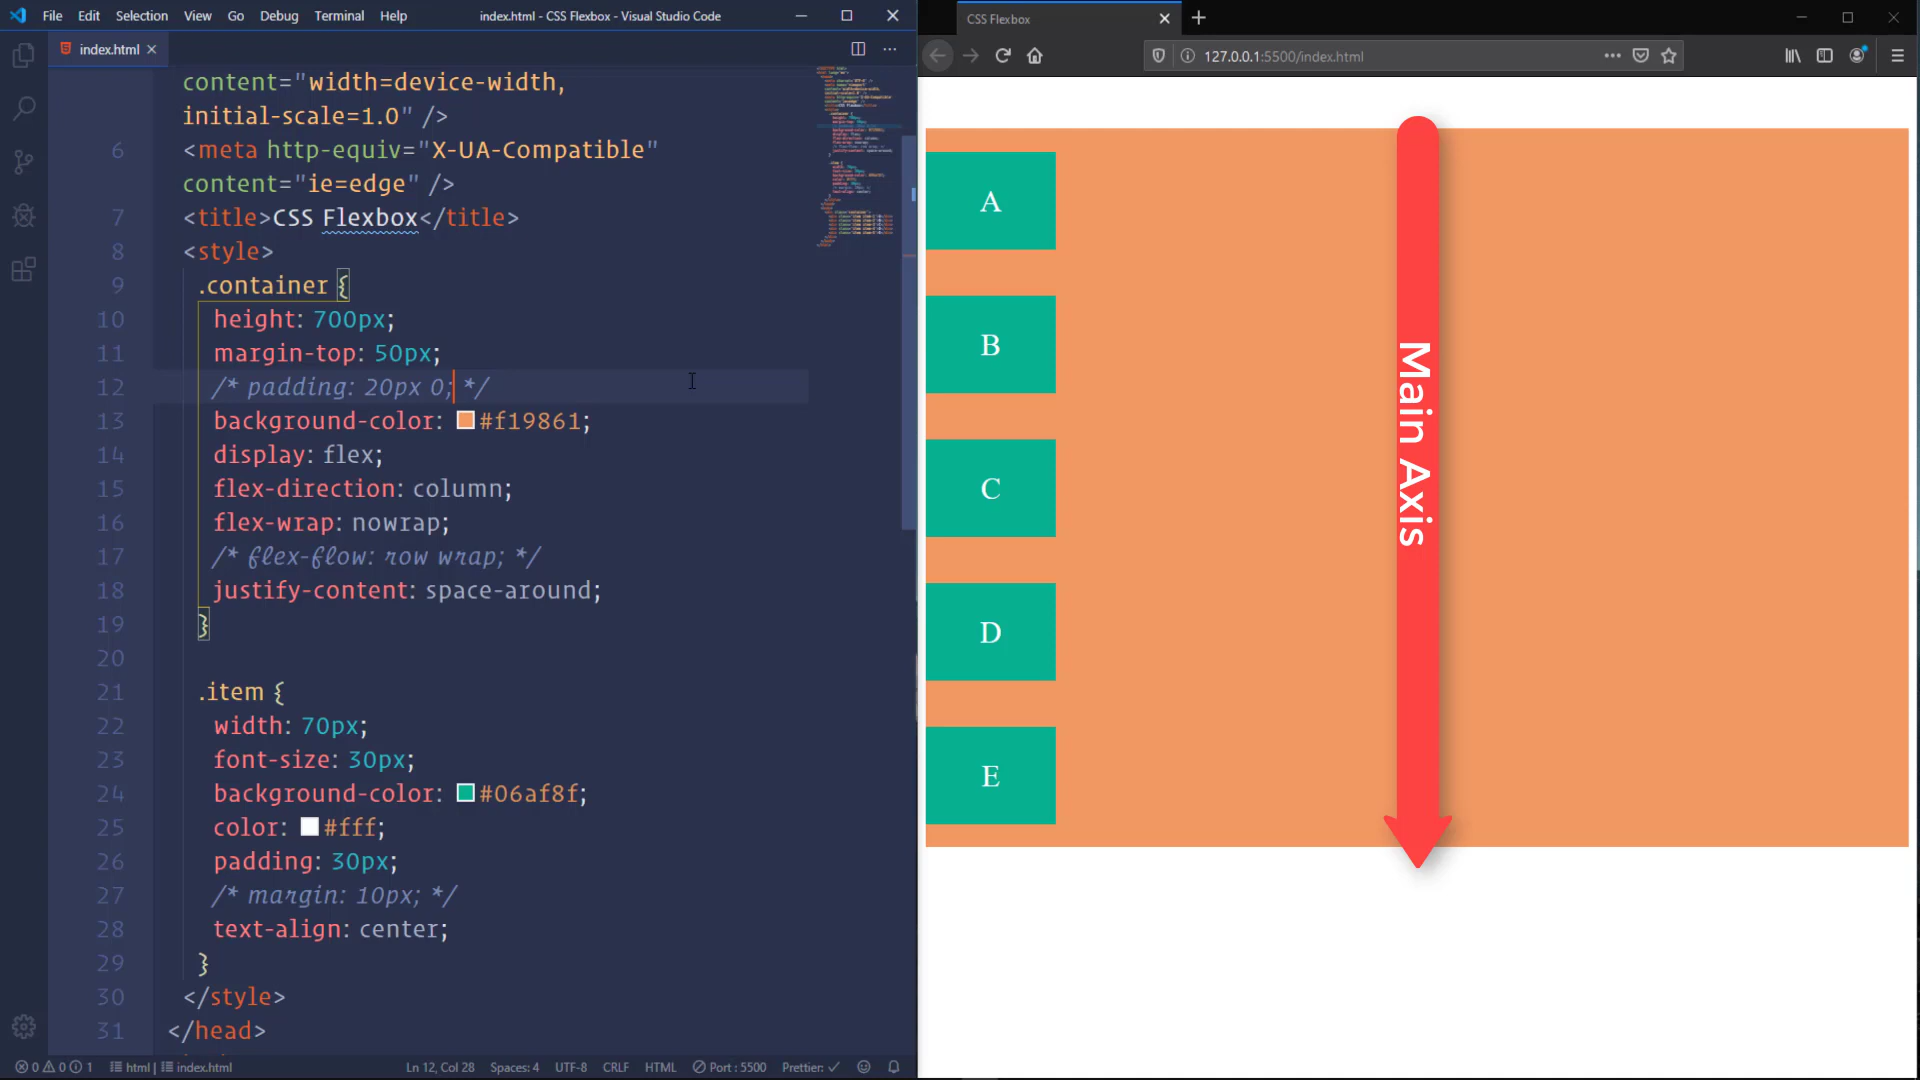 File Edit Selection View Go Debug Terminal Help index.html - CSS Flexbox - Visual Studio Code
index.html
content="width=device-width,
initial-scale=1.0" />
6 <meta http-equiv="X-UA-Compatible"
content="ie=edge" />
7 <title>CSS Flexbox</title>
8 <style>
9 .container {
10 height: 700px;
11 margin-top: 50px;
12 /* padding: 20px 0; */
13 background-color: #f19861;
14 display: flex;
15 flex-direction: column;
16 flex-wrap: nowrap;
17 /* flex-flow: row wrap; */
18 justify-content: space-around;
19 }
20
21 .item {
22 width: 70px;
23 font-size: 30px;
24 background-color: #06af8f;
25 color: #fff;
26 padding: 30px;
27 /* margin: 10px; */
28 text-align: center;
29 }
30 </style>
31 </head>
0 0 1 html | index.html Ln 12, Col 28 Spaces: 4 UTF-8 CRLF HTML Port : 5500 Prettier: ✓
CSS Flexbox
127.0.0.1:5500/index.html
A
B
C
D
E
Main Axis